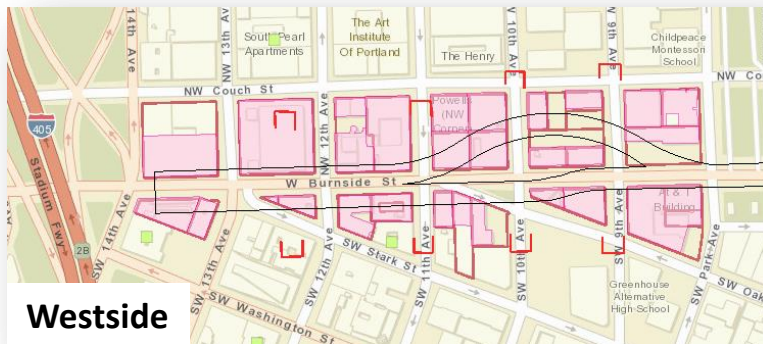 14th Ave
NW 13th Ave
South Pearl
Apartments
The Art
Institute
Of Portland
The Henry
NW 10th Ave
NW 9th Ave
Childpeace
Montessori
School
NW Couch St
NW Co
405
Stadium Fwy
NW 12th Ave
Powells
(NW
Corner
W Burnside St
At & T
Building
2B
SW 14th Ave
SW 13th Ave
SW 12th Ave
SW Stark St
SW 11th Ave
SW 10th Ave
SW 9th Ave
SW Park-Ave
SW Oak
SW Washington St
Greenhouse
Alternative
High-School
Westside